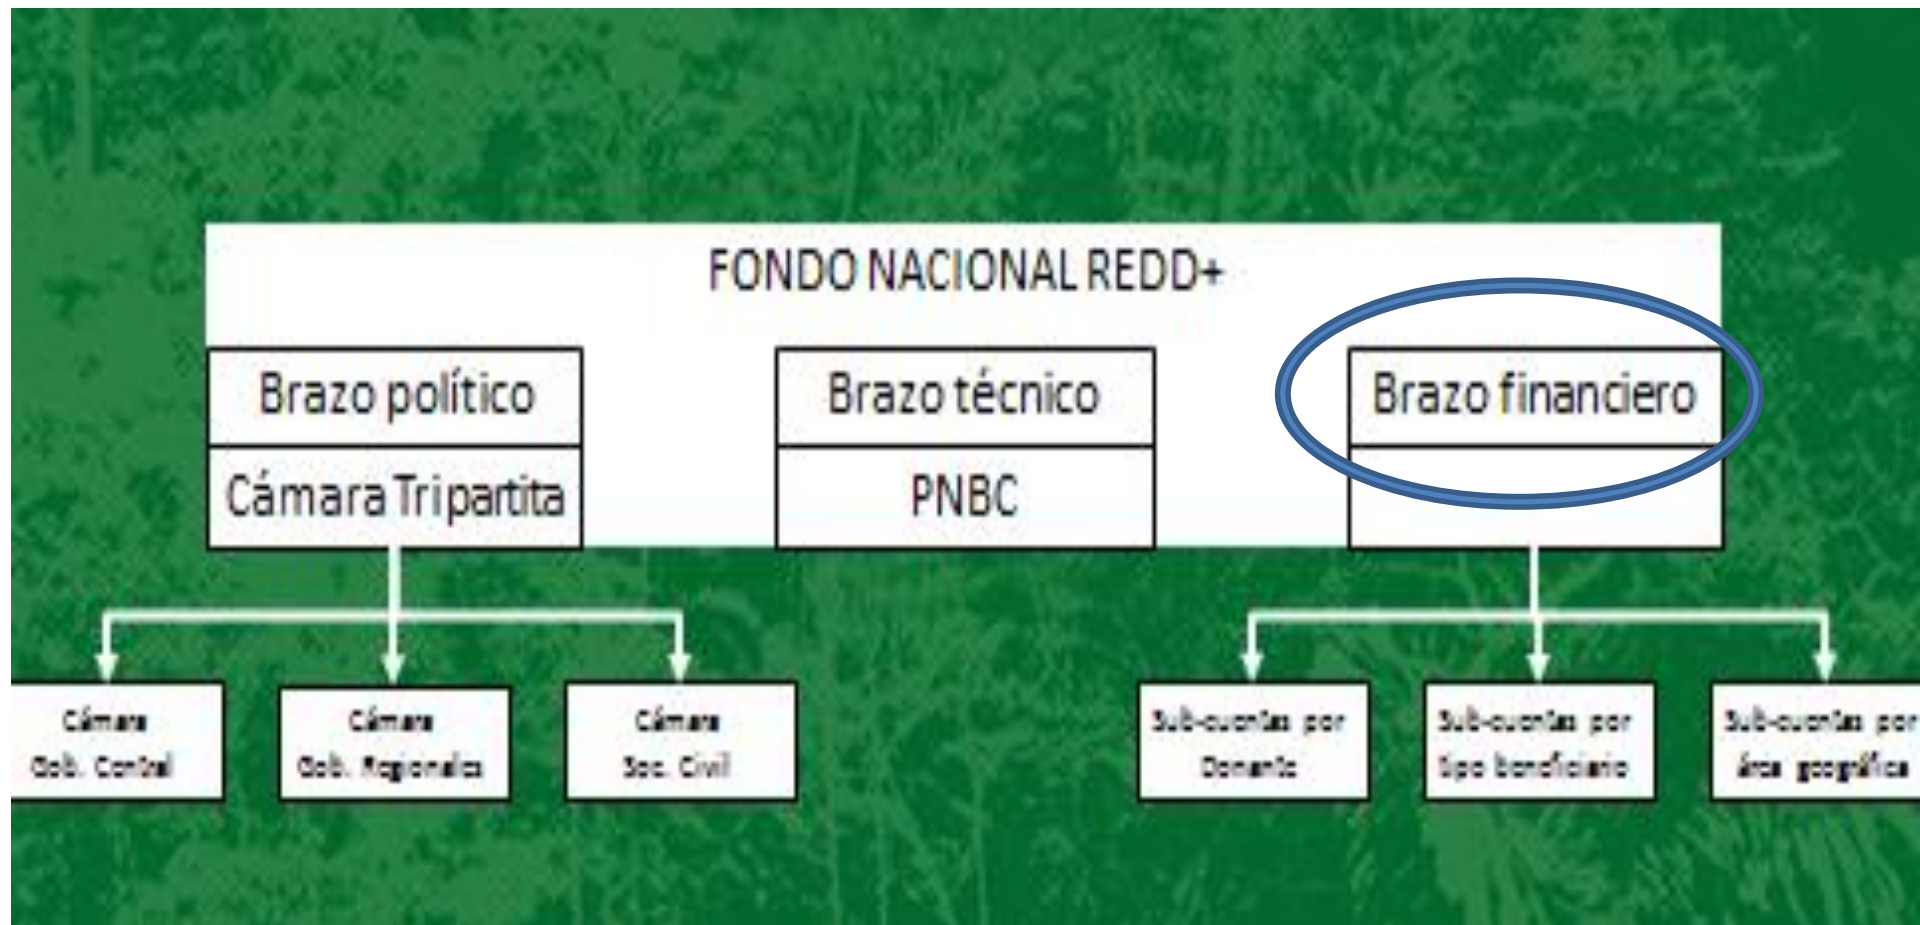 FONDO NACIONAL REDD+
Brazo político
Cámara Tripartita
Brazo técnico
PNBC
Brazo financiero
Cámara
Gob. Central
Cámara
Gob. Regionales
Cámara
Soc. Civil
Sub-cuentas por
Donante
Sub-cuentas por
tipo beneficiario
Sub-cuentas por
área geográfica